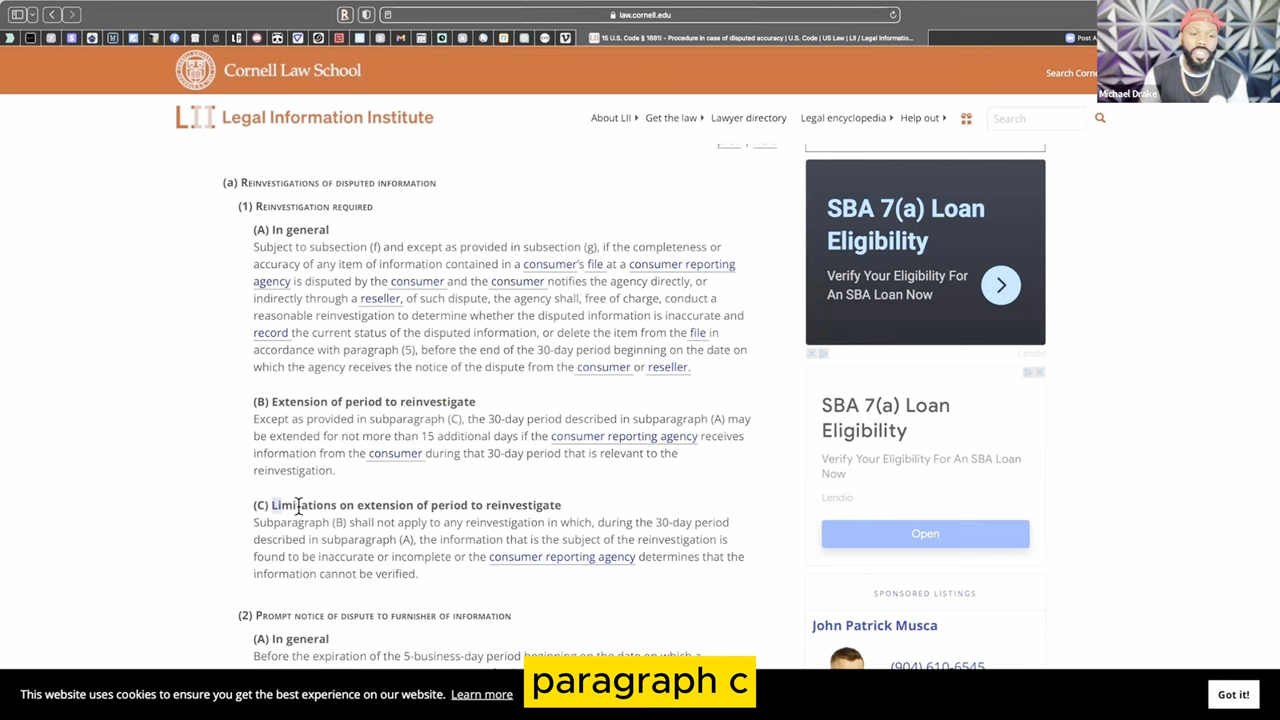 law.cornell.edu
15 U.S. Code § 1681i - Procedure in case of disputed accuracy | U.S. Code | US Law | LII / Legal Informatio...
Post A
Michael Drake
Cornell Law School
Search Corne
LII Legal Information Institute
About LII Get the law Lawyer directory Legal encyclopedia Help out Search
prev | next
(a) Reinvestigations of disputed information
(1) Reinvestigation required
(A) In general
Subject to subsection (f) and except as provided in subsection (g), if the completeness or
accuracy of any item of information contained in a consumer's file at a consumer reporting
agency is disputed by the consumer and the consumer notifies the agency directly, or
indirectly through a reseller, of such dispute, the agency shall, free of charge, conduct a
reasonable reinvestigation to determine whether the disputed information is inaccurate and
record the current status of the disputed information, or delete the item from the file in
accordance with paragraph (5), before the end of the 30-day period beginning on the date on
which the agency receives the notice of the dispute from the consumer or reseller.
(B) Extension of period to reinvestigate
Except as provided in subparagraph (C), the 30-day period described in subparagraph (A) may
be extended for not more than 15 additional days if the consumer reporting agency receives
information from the consumer during that 30-day period that is relevant to the
reinvestigation.
(C) Limitations on extension of period to reinvestigate
Subparagraph (B) shall not apply to any reinvestigation in which, during the 30-day period
described in subparagraph (A), the information that is the subject of the reinvestigation is
found to be inaccurate or incomplete or the consumer reporting agency determines that the
information cannot be verified.
(2) Prompt notice of dispute to furnisher of information
(A) In general
Before the expiration of the 5-business-day period beginning on the date on which a
SBA 7(a) Loan
Eligibility
Verify Your Eligibility For
An SBA Loan Now
Lendio
SBA 7(a) Loan
Eligibility
Verify Your Eligibility For An SBA Loan
Now
Lendio
Open
SPONSORED LISTINGS
John Patrick Musca
(904) 610-6545
This website uses cookies to ensure you get the best experience on our website. Learn more
Got it!
paragraph c